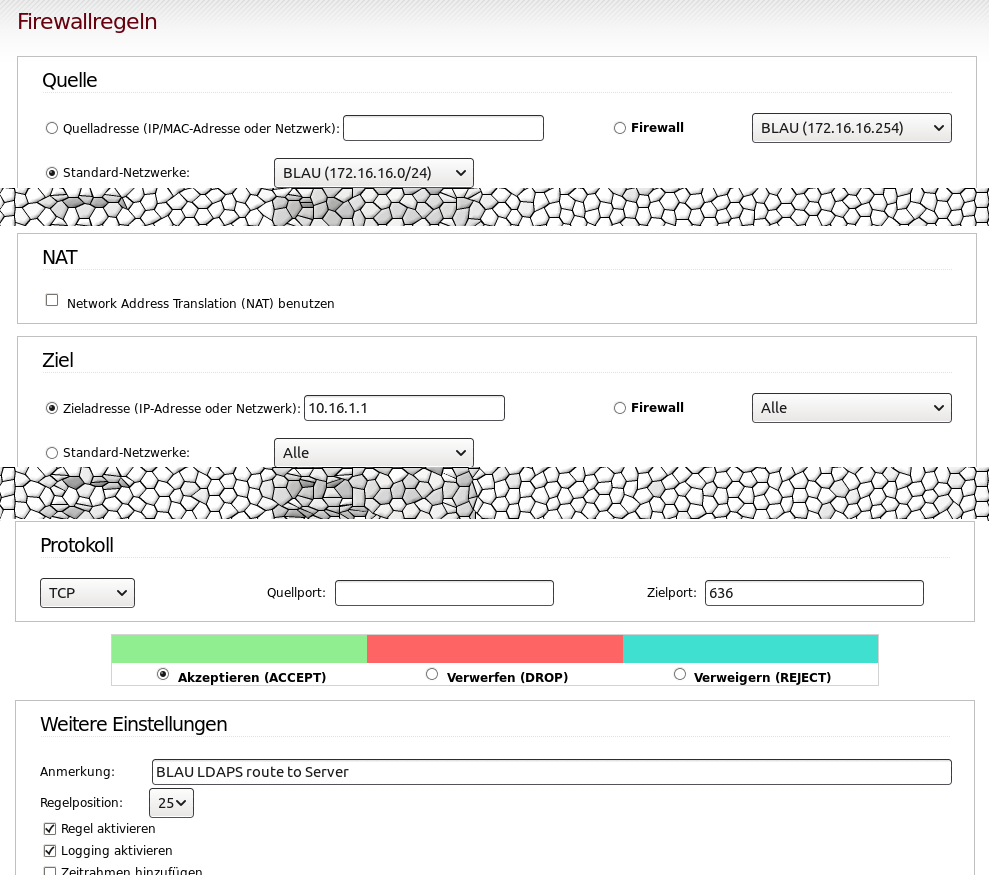 Firewallregeln
Quelle
Quelladresse (IP/MAC-Adresse oder Netzwerk): Firewall BLAU (172.16.16.254)
Standard-Netzwerke: BLAU (172.16.16.0/24)
NAT
Network Address Translation (NAT) benutzen
Ziel
Zieladresse (IP-Adresse oder Netzwerk): 10.16.1.1 Firewall Alle
Standard-Netzwerke: Alle
Protokoll
TCP Quellport: Zielport: 636
Akzeptieren (ACCEPT) Verwerfen (DROP) Verweigern (REJECT)
Weitere Einstellungen
Anmerkung: BLAU LDAPS route to Server
Regelposition: 25
Regel aktivieren
Logging aktivieren
Zeitrahmen hinzufügen